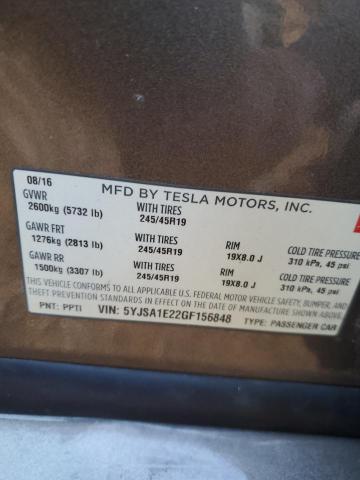 08/16 MFD BY TESLA MOTORS, INC.
GVWR
2600kg (5732 lb) WITH TIRES 245/45R19
GAWR FRT
1276kg (2813 lb) WITH TIRES 245/45R19 RIM 19X8.0 J COLD TIRE PRESSURE 310 kPa, 45 psi
GAWR RR
1500kg (3307 lb) WITH TIRES 245/45R19 RIM 19X8.0 J COLD TIRE PRESSURE 310 kPa, 45 psi
THIS VEHICLE CONFORMS TO ALL APPLICABLE U.S. FEDERAL MOTOR VEHICLE SAFETY, BUMPER, AND
THEFT PREVENTION STANDARDS IN EFFECT ON THE DATE OF MANUFACTURE SHOWN ABOVE.
PNT: PPTI VIN: 5YJSA1E22GF156848 TYPE: PASSENGER CAR